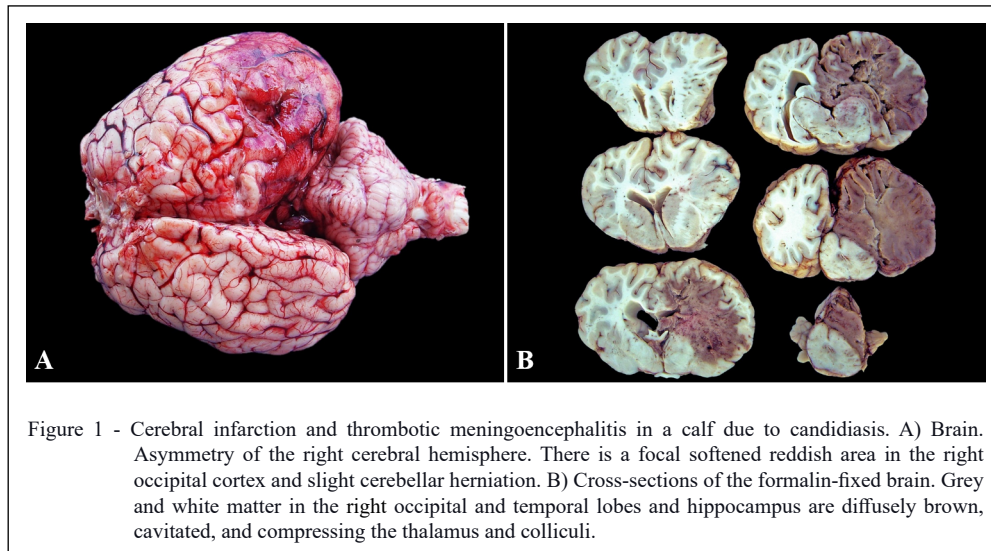 A
B
Figure 1 - Cerebral infarction and thrombotic meningoencephalitis in a calf due to candidiasis. A) Brain.
Asymmetry of the right cerebral hemisphere. There is a focal softened reddish area in the right
occipital cortex and slight cerebellar herniation. B) Cross-sections of the formalin-fixed brain. Grey
and white matter in the right occipital and temporal lobes and hippocampus are diffusely brown,
cavitated, and compressing the thalamus and colliculi.